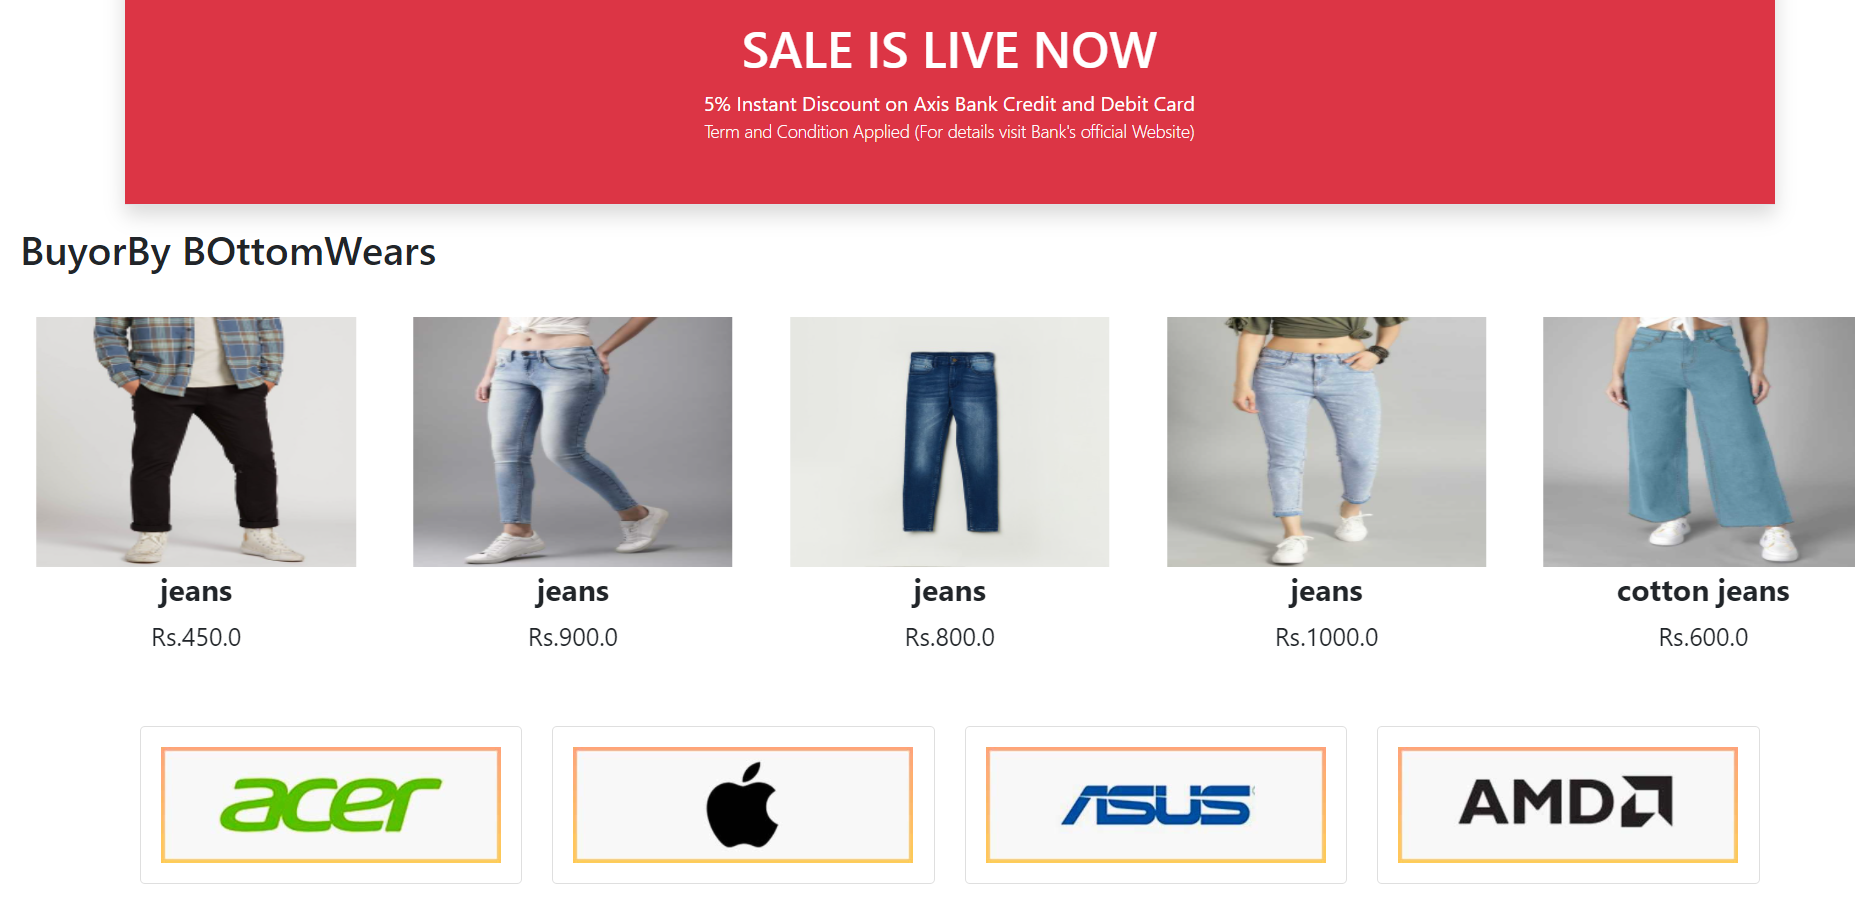 SALE IS LIVE NOW
5% Instant Discount on Axis Bank Credit and Debit Card
Term and Condition Applied (For details visit Bank's official Website)
BuyorBy BOttomWears
jeans
Rs.450.0
jeans
Rs.900.0
jeans
Rs.800.0
jeans
Rs.1000.0
cotton jeans
Rs.600.0
acer
ASUS
AMD